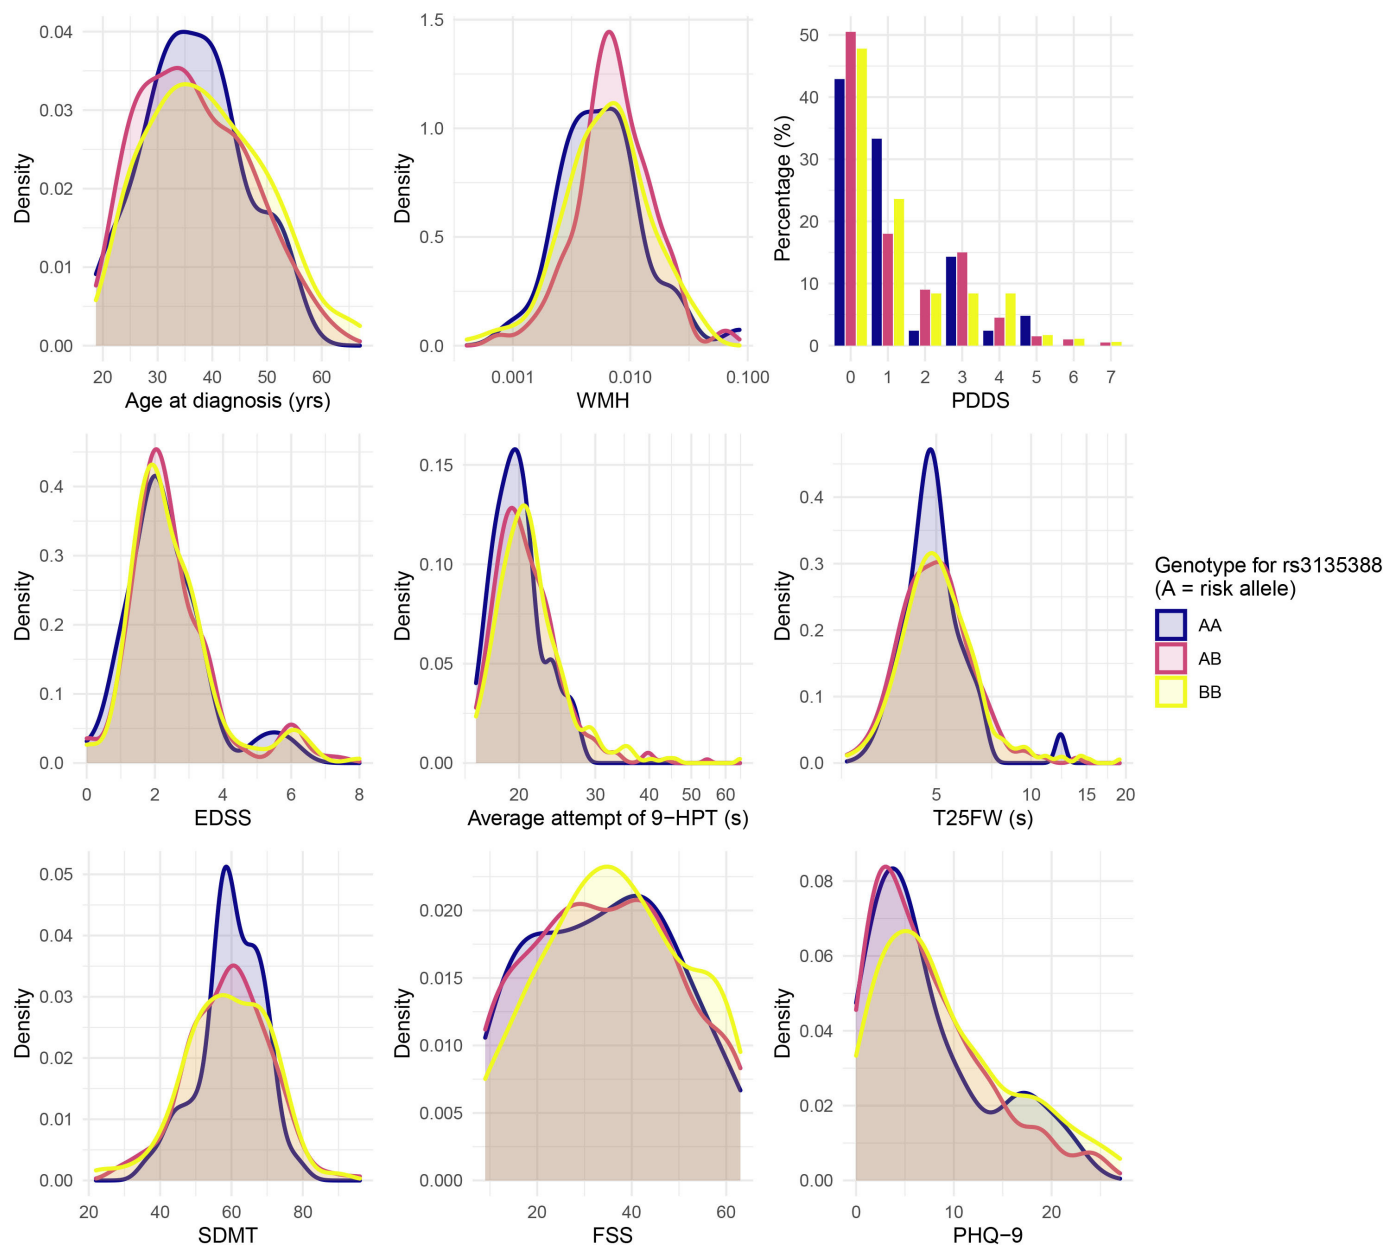 0.04
0.03
0.02
0.01
0.00
Density
20 30 40 50 60
Age at diagnosis (yrs)
1.5
1.0
0.5
0.0
Density
0.001 0.010 0.100
WMH
50
40
30
20
10
0
Percentage (%)
0 1 2 3 4 5 6 7
PDDS
0.4
0.3
0.2
0.1
0.0
Density
0 2 4 6 8
EDSS
0.15
0.10
0.05
0.00
Density
20 30 40 50 60
Average attempt of 9−HPT (s)
0.4
0.3
0.2
0.1
0.0
Density
5 10 15 20
T25FW (s)
Genotype for rs3135388
(A = risk allele)
AA
AB
BB
0.05
0.04
0.03
0.02
0.01
0.00
Density
20 40 60 80
SDMT
0.020
0.015
0.010
0.005
0.000
Density
20 40 60
FSS
0.08
0.06
0.04
0.02
0.00
Density
0 10 20
PHQ−9